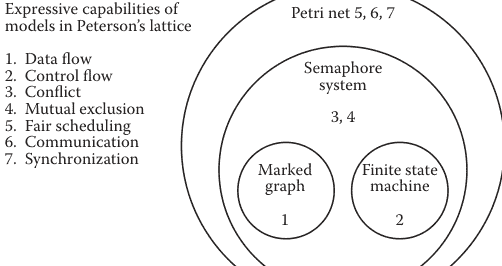 Expressive capabilities of
models in Peterson's lattice
1. Data flow
2. Control flow
3. Conflict
4. Mutual exclusion
5. Fair scheduling
6. Communication
7. Synchronization
Petri net 5, 6, 7
Semaphore
system
3, 4
Marked
graph
1
Finite state
machine
2